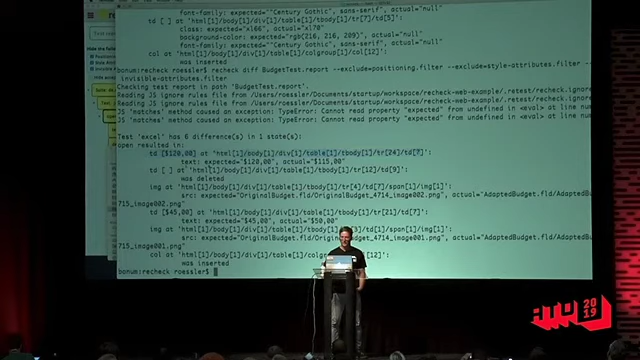 font-family: expected=""Century Gothic", sans-serif", actual="null"
font-family: expected=""Century Gothic", sans-serif", actual="null"
td [ ] at 'html[1]/body[1]/div[1]/table[1]/tbody[1]/tr[7]/td[5]':
class: expected="xl66", actual="xl70"
background-color: expected="rgb(216, 216, 209)", actual="null"
font-family: expected=""Century Gothic", sans-serif", actual="null"
col at 'html[1]/body[1]/div[1]/table[1]/colgroup[1]/col[12]':
was inserted
bonum:recheck roessler$ recheck diff BudgetTest.report --exclude=positioning.filter --exclude=style-attributes.filter
invisible-attributes.filter
Checking test report in path 'BudgetTest.report'.
Reading JS ignore rules file from /Users/roessler/Documents/startup/workspace/recheck-web-example/.retest/recheck.ignore
Reading JS ignore rules file from /Users/roessler/Documents/startup/workspace/recheck-web-example/.retest/recheck.ignore
JS 'matches' method caused an exception: TypeError: Cannot read property "expected" from undefined in <eval> at line num
JS 'matches' method caused an exception: TypeError: Cannot read property "expected" from undefined in <eval> at line num
Test 'excel' has 6 difference(s) in 1 state(s):
open resulted in:
td [$120,00] at 'html[1]/body[1]/div[1]/table[1]/tbody[1]/tr[24]/td[7]':
text: expected="$120,00", actual="$115,00"
td [ ] at 'html[1]/body[1]/div[1]/table[1]/tbody[1]/tr[3]/td[9]':
was deleted
img at 'html[1]/body[1]/div[1]/table[1]/tbody[1]/tr[4]/td[7]/span[1]/img[1]':
src: expected="OriginalBudget.fld/OriginalBudget_4714_image002.png", actual="AdaptedBudget.fld/AdaptedB
715_image002.png"
td [$45,00] at 'html[1]/body[1]/div[1]/table[1]/tbody[1]/tr[21]/td[7]':
text: expected="$45,00", actual="$50,00"
img at 'html[1]/body[1]/div[1]/table[1]/tbody[1]/tr[3]/td[1]/span[1]/img[1]':
src: expected="OriginalBudget.fld/OriginalBudget_4714_image001.png", actual="AdaptedBudget.fld/AdaptedB
715_image001.png"
col at 'html[1]/body[1]/div[1]/table[1]/colg [12]':
was inserted
bonum:recheck roessler$
2019